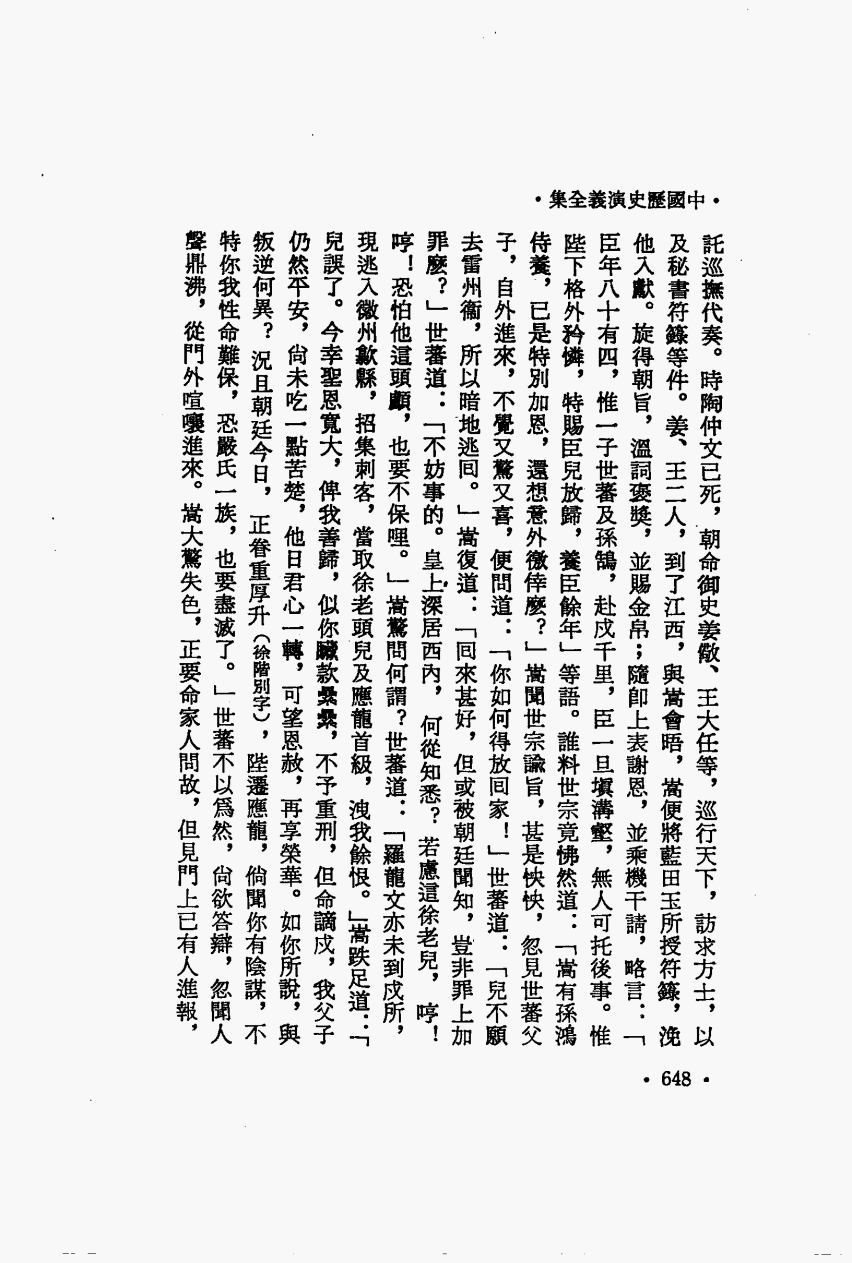 ·中國歷史演義全集·
託巡撫代奏。時陶仲文已死，朝命御史姜儆、王大任等，巡行天下，訪求方士，以
及秘書符籙等件。姜、王二人，到了江西，與嵩會晤，嵩便將藍田玉所授符籙，浼
他入獻。旋得朝旨，溫詞褒獎，並賜金帛；隨卽上表謝恩，並乘機干請，略言：「
臣年八十有四，惟一子世蕃及孫鵠，赴戍千里，臣一旦塡溝壑，無人可托後事。惟
陛下格外矜憐，特賜臣兒放歸，養臣餘年」等語。誰料世宗竟怫然道：「嵩有孫鴻
侍養，已是特別加恩，還想意外徼倖麼？」嵩聞世宗諭旨，甚是怏怏，忽見世蕃父
子，自外進來，不覺又驚又喜，便問道：「你如何得放回家！」世蕃道：「兒不願
去雷州衞，所以暗地逃回。」嵩復道：「回來甚好，但或被朝廷聞知，豈非罪上加
罪麼？」世蕃道：「不妨事的。皇上深居西內，何從知悉？若慮這徐老兒，哼！
哼！恐怕他這頭顱，也要不保哩。」嵩驚問何謂？世蕃道：「羅龍文亦未到戍所，
現逃入徽州歙縣，招集刺客，當取徐老頭兒及應龍首級，洩我餘恨。」嵩跌足道：「
兒誤了。今幸聖恩寬大，俾我善歸，似你贓款纍纍，不予重刑，但命謫戍，我父子
仍然平安，尙未吃一點苦楚，他日君心一轉，可望恩赦，再享榮華。如你所說，與
叛逆何異？況且朝廷今日，正眷重厚升（徐階別字），陛遷應龍，倘聞你有陰謀，不
特你我性命難保，恐嚴氏一族，也要盡滅了。」世蕃不以爲然，尙欲答辯，忽聞人
聲鼎沸，從門外喧嚷進來。嵩大驚失色，正要命家人問故，但見門上已有人進報，
·648·